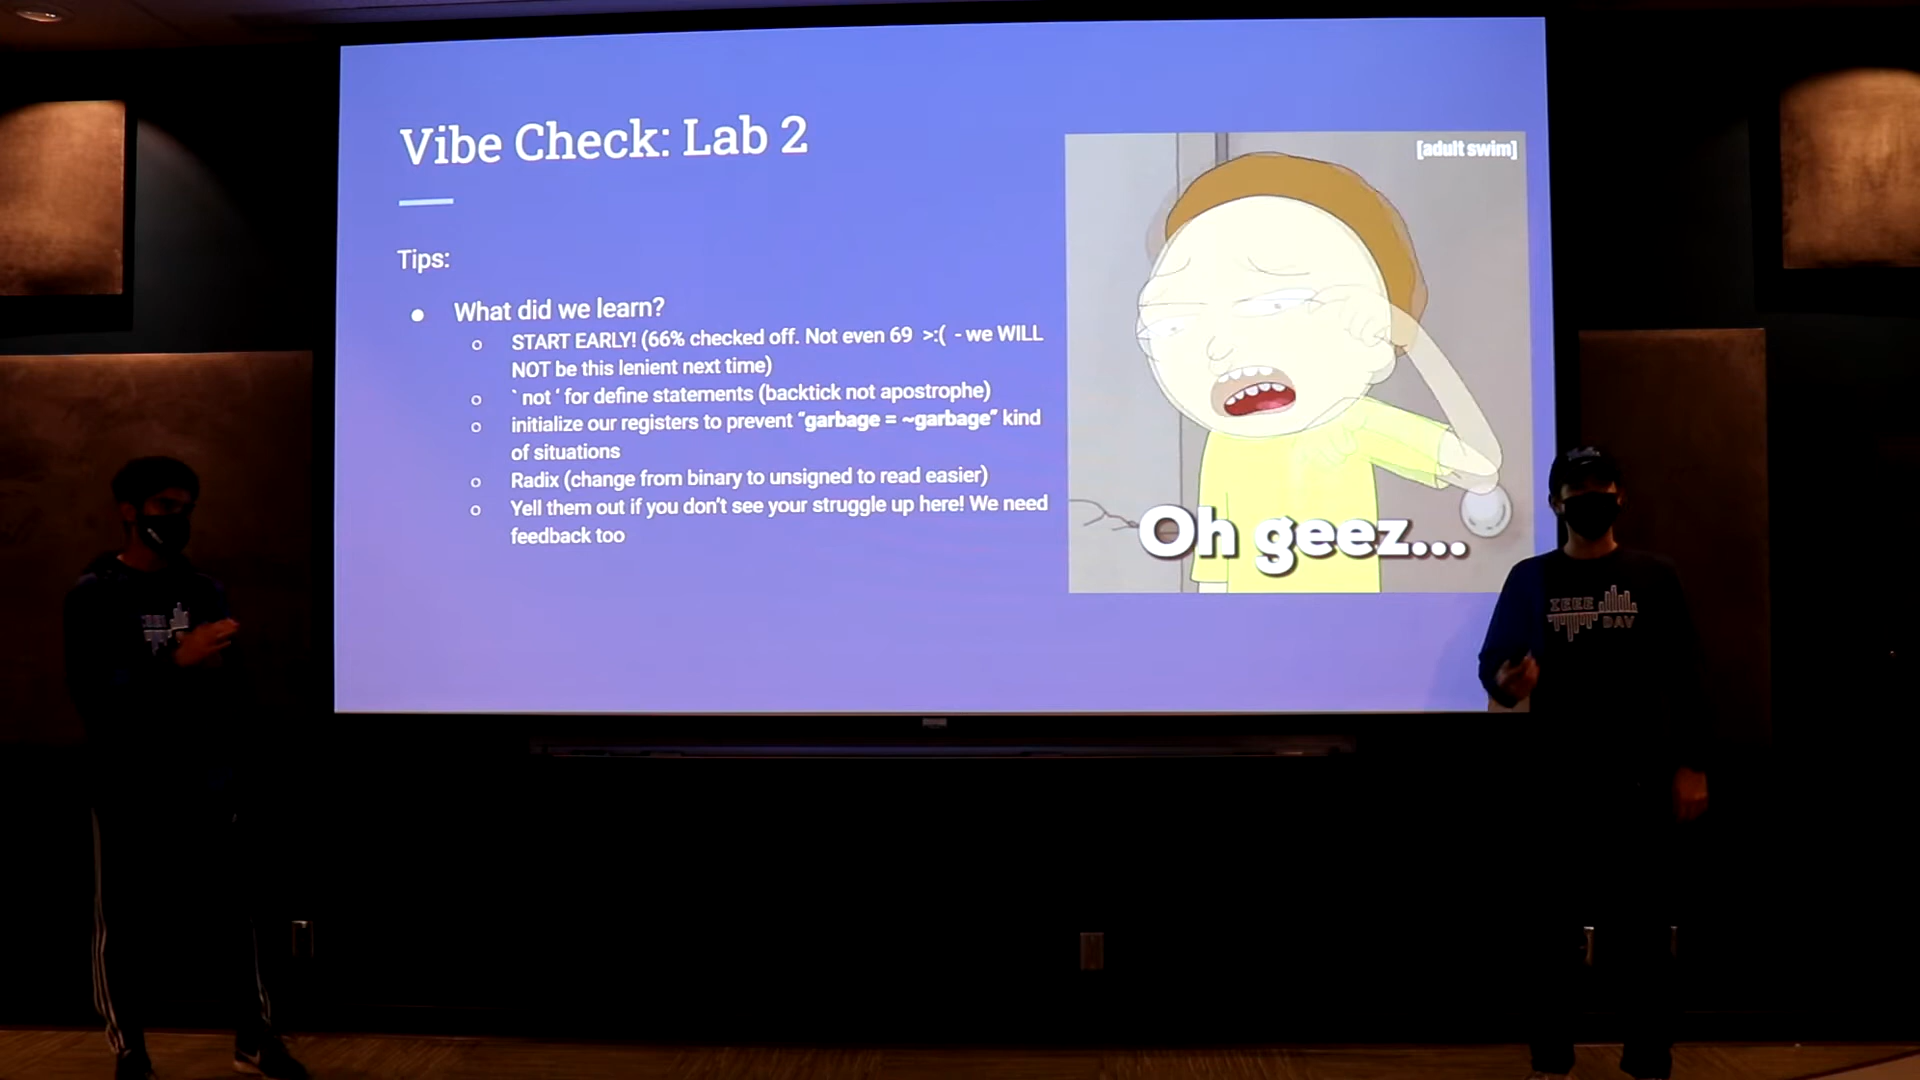 Vibe Check: Lab 2
[adult swim]
Tips:
● What did we learn?
o START EARLY! (66% checked off. Not even 69 >:( - we WILL
NOT be this lenient next time)
o ` not ‘ for define statements (backtick not apostrophe)
o initialize our registers to prevent “garbage = ~garbage” kind
of situations
o Radix (change from binary to unsigned to read easier)
o Yell them out if you don’t see your struggle up here! We need
feedback too
Oh geez...
IEEE
DAV